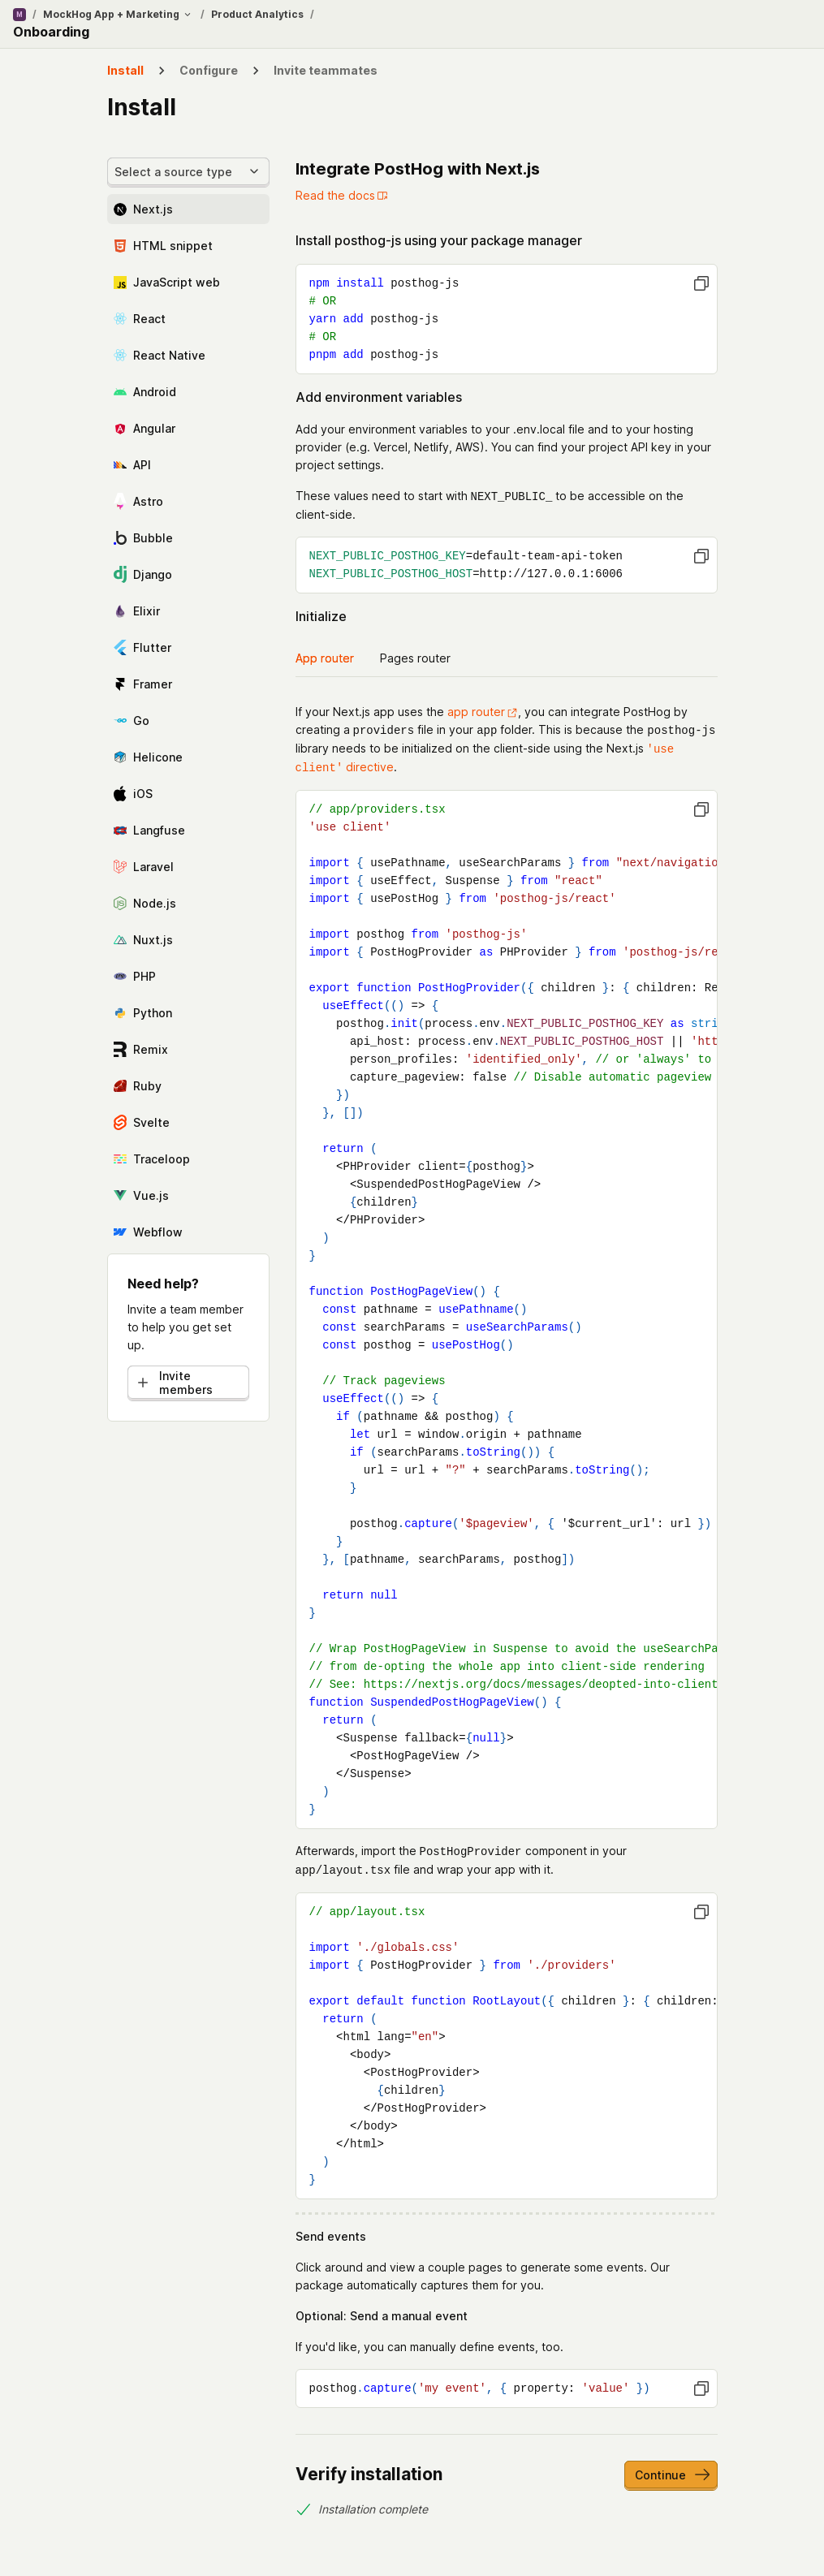 M / MockHog App + Marketing / Product Analytics /
Onboarding
Install > Configure > Invite teammates
Install
Select a source type
Next.js
HTML snippet
JavaScript web
React
React Native
Android
Angular
API
Astro
Bubble
Django
Elixir
Flutter
Framer
Go
Helicone
iOS
Langfuse
Laravel
Node.js
Nuxt.js
PHP
Python
Remix
Ruby
Svelte
Traceloop
Vue.js
Webflow
Need help?
Invite a team member
to help you get set
up.
Invite
members
Integrate PostHog with Next.js
Read the docs
Install posthog-js using your package manager
npm install posthog-js
# OR
yarn add posthog-js
# OR
pnpm add posthog-js
Add environment variables
Add your environment variables to your .env.local file and to your hosting
provider (e.g. Vercel, Netlify, AWS). You can find your project API key in your
project settings.
These values need to start with NEXT_PUBLIC_ to be accessible on the
client-side.
NEXT_PUBLIC_POSTHOG_KEY=default-team-api-token
NEXT_PUBLIC_POSTHOG_HOST=http://127.0.0.1:6006
Initialize
App router Pages router
If your Next.js app uses the app router, you can integrate PostHog by
creating a providers file in your app folder. This is because the posthog-js
library needs to be initialized on the client-side using the Next.js 'use
client' directive.
// app/providers.tsx
'use client'
import { usePathname, useSearchParams } from "next/navigatio
import { useEffect, Suspense } from "react"
import { usePostHog } from 'posthog-js/react'
import posthog from 'posthog-js'
import { PostHogProvider as PHProvider } from 'posthog-js/re
export function PostHogProvider({ children }: { children: Re
useEffect(() => {
posthog.init(process.env.NEXT_PUBLIC_POSTHOG_KEY as stri
api_host: process.env.NEXT_PUBLIC_POSTHOG_HOST || 'htt
person_profiles: 'identified_only', // or 'always' to
capture_pageview: false // Disable automatic pageview
})
}, [])
return (
<PHProvider client={posthog}>
<SuspendedPostHogPageView />
{children}
</PHProvider>
)
}
function PostHogPageView() {
const pathname = usePathname()
const searchParams = useSearchParams()
const posthog = usePostHog()
// Track pageviews
useEffect(() => {
if (pathname && posthog) {
let url = window.origin + pathname
if (searchParams.toString()) {
url = url + "?" + searchParams.toString();
}
posthog.capture('$pageview', { '$current_url': url })
}
}, [pathname, searchParams, posthog])
return null
}
// Wrap PostHogPageView in Suspense to avoid the useSearchPa
// from de-opting the whole app into client-side rendering
// See: https://nextjs.org/docs/messages/deopted-into-client
function SuspendedPostHogPageView() {
return (
<Suspense fallback={null}>
<PostHogPageView />
</Suspense>
)
}
Afterwards, import the PostHogProvider component in your
app/layout.tsx file and wrap your app with it.
// app/layout.tsx
import './globals.css'
import { PostHogProvider } from './providers'
export default function RootLayout({ children }: { children:
return (
<html lang="en">
<body>
<PostHogProvider>
{children}
</PostHogProvider>
</body>
</html>
)
}
Send events
Click around and view a couple pages to generate some events. Our
package automatically captures them for you.
Optional: Send a manual event
If you'd like, you can manually define events, too.
posthog.capture('my event', { property: 'value' })
Verify installation
Continue
Installation complete